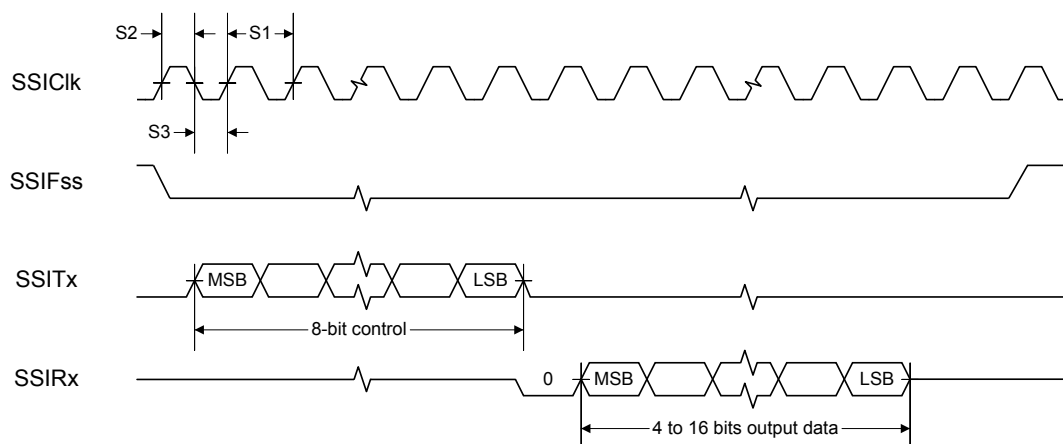 S2
S1
SSIClk
S3
SSIFss
SSITx
MSB
LSB
8-bit control
SSIRx
0
MSB
LSB
4 to 16 bits output data